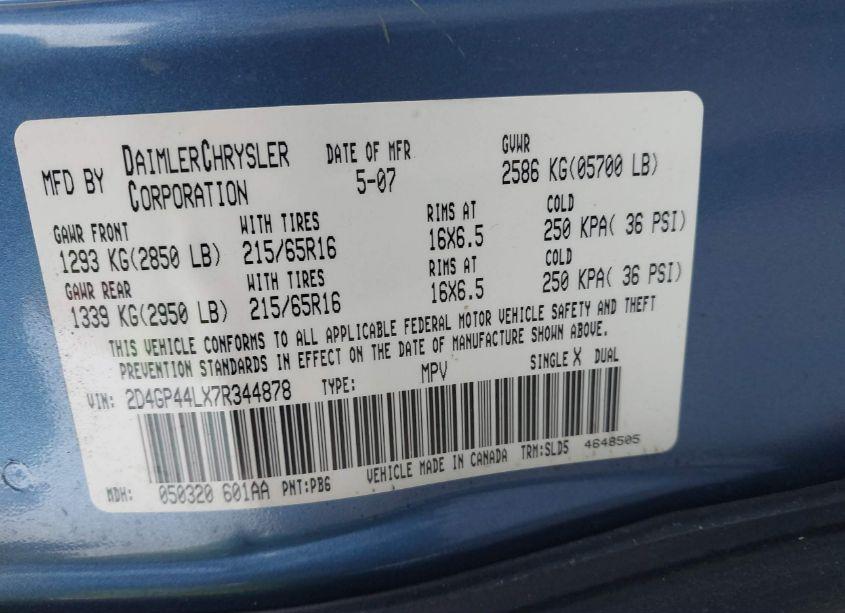 MFD BY DAIMLERCHRYSLER CORPORATION DATE OF MFR 5-07 GVWR 2586 KG(05700 LB)
GAWR FRONT WITH TIRES RIMS AT COLD
1293 KG(2850 LB) 215/65R16 16X6.5 250 KPA( 36 PSI)
GAWR REAR WITH TIRES RIMS AT COLD
1339 KG(2950 LB) 215/65R16 16X6.5 250 KPA( 36 PSI)
THIS VEHICLE CONFORMS TO ALL APPLICABLE FEDERAL MOTOR VEHICLE SAFETY AND THEFT
PREVENTION STANDARDS IN EFFECT ON THE DATE OF MANUFACTURE SHOWN ABOVE.
VIN: 2D4GP44LX7R344878 TYPE: MPV SINGLE X DUAL
MDH: 050320 601AA PNT:PB6 VEHICLE MADE IN CANADA TRM:SLD5 4648505